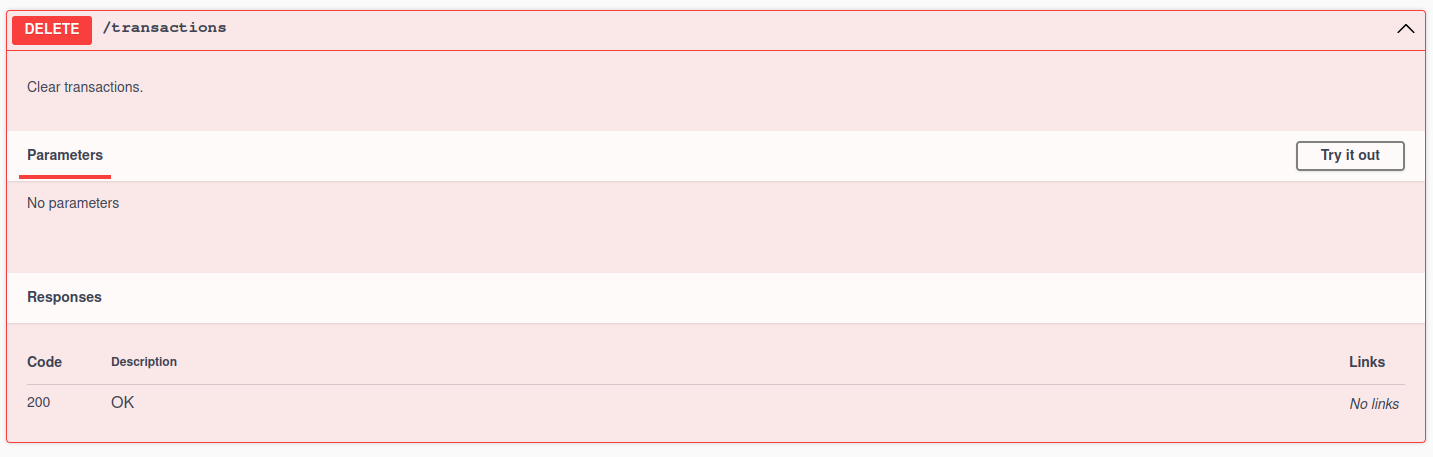 DELETE /transactions
Clear transactions.
Parameters Try it out
No parameters
Responses
Code Description Links
200 OK No links